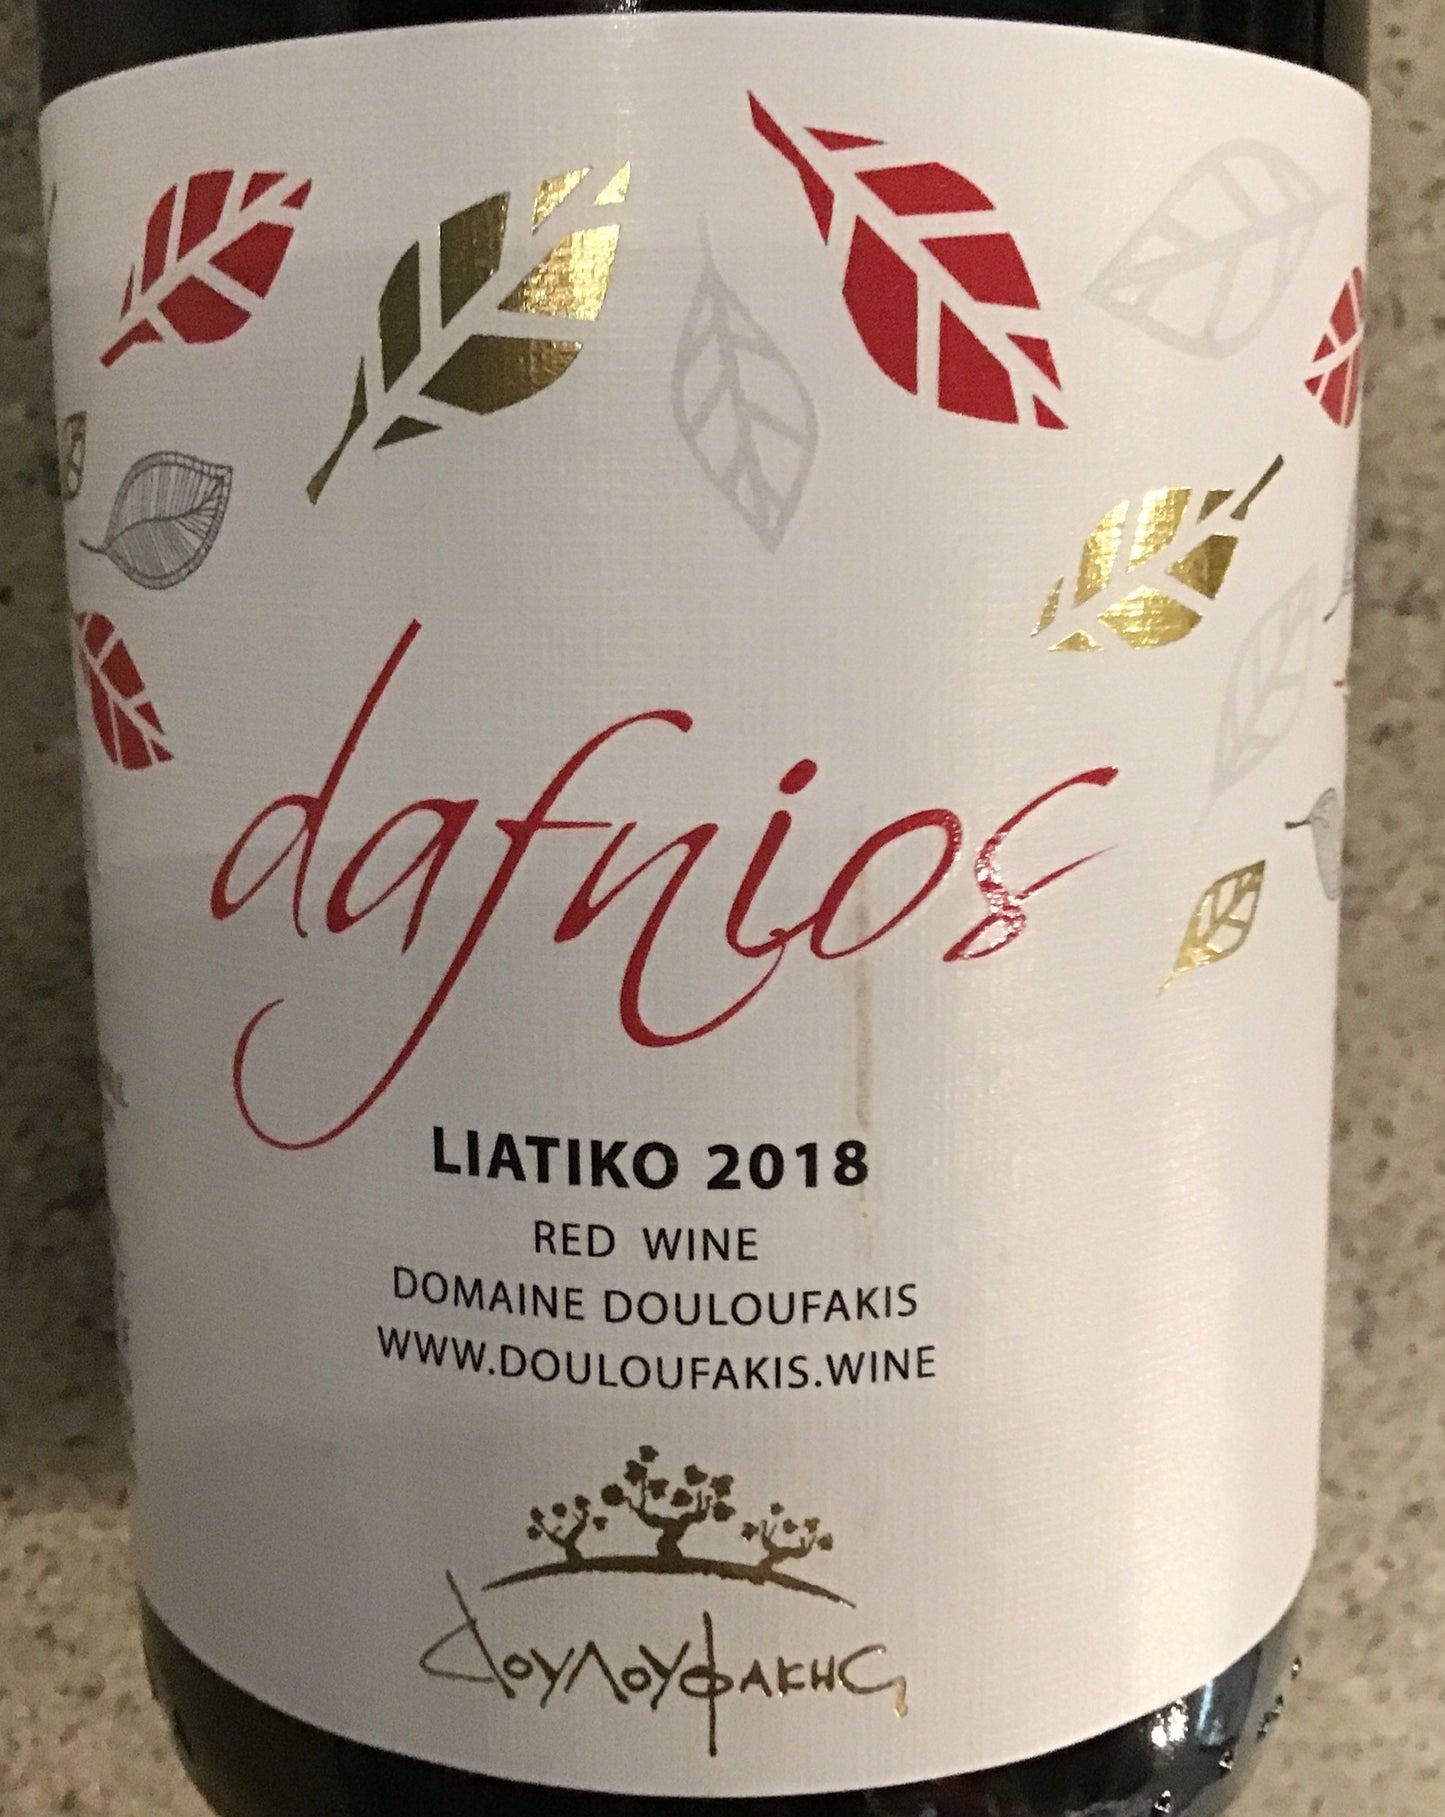 dafnios
LIATIKO 2018
RED WINE
DOMAINE DOULOUFAKIS
WWW.DOULOUFAKIS.WINE
ΔΟΥΛΟΥΦΑΚΗΣ